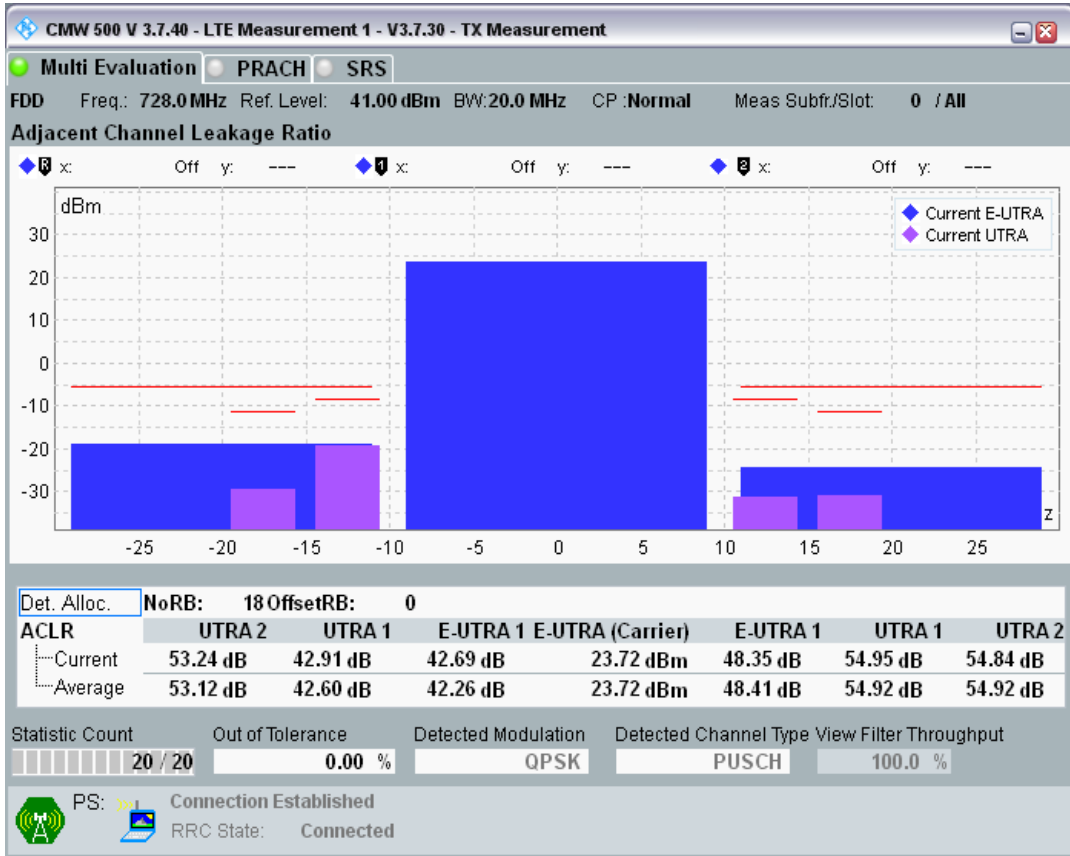 CMW 500 V 3.7.40 - LTE Measurement 1 - V3.7.30 - TX Measurement
Multi Evaluation PRACH SRS
FDD Freq.: 728.0 MHz Ref. Level: 41.00 dBm BW: 20.0 MHz CP : Normal Meas Subfr./Slot: 0 / All
Adjacent Channel Leakage Ratio
R x: Off y: --- 1 x: Off y: --- 2 x: Off y: ---
dBm
Current E-UTRA
Current UTRA
30
20
10
0
-10
-20
-30
z
-25 -20 -15 -10 -5 0 5 10 15 20 25
Det. Alloc. NoRB: 18 OffsetRB: 0
ACLR UTRA 2 UTRA 1 E-UTRA 1 E-UTRA (Carrier) E-UTRA 1 UTRA 1 UTRA 2
Current 53.24 dB 42.91 dB 42.69 dB 23.72 dBm 48.35 dB 54.95 dB 54.84 dB
Average 53.12 dB 42.60 dB 42.26 dB 23.72 dBm 48.41 dB 54.92 dB 54.92 dB
Statistic Count Out of Tolerance Detected Modulation Detected Channel Type View Filter Throughput
20 / 20 0.00 % QPSK PUSCH 100.0 %
PS: Connection Established
RRC State: Connected